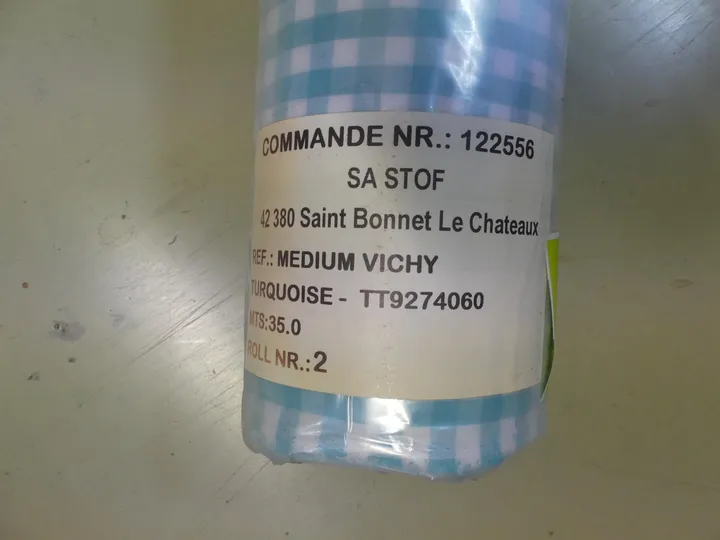 COMMANDE NR.: 122556
SA STOF
42 380 Saint Bonnet Le Chateaux
REF.: MEDIUM VICHY
TURQUOISE - TT9274060
MTS:35.0
ROLL NR.:2